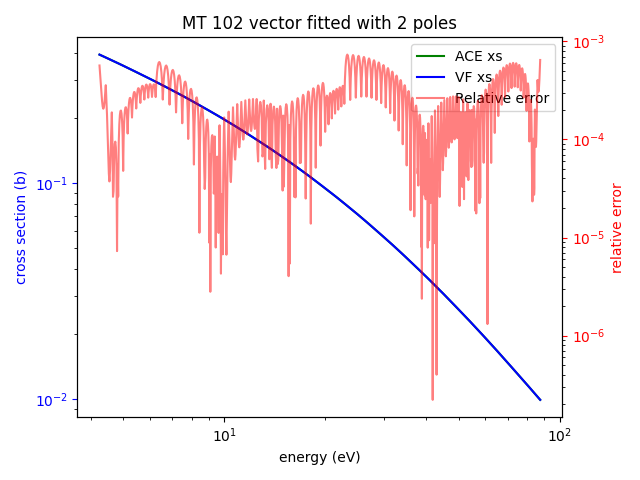 MT 102 vector fitted with 2 poles
ACE xs
VF xs
Relative error
10⁻¹
10⁻²
cross section (b)
10⁻³
10⁻⁴
10⁻⁵
10⁻⁶
relative error
10¹
10²
energy (eV)